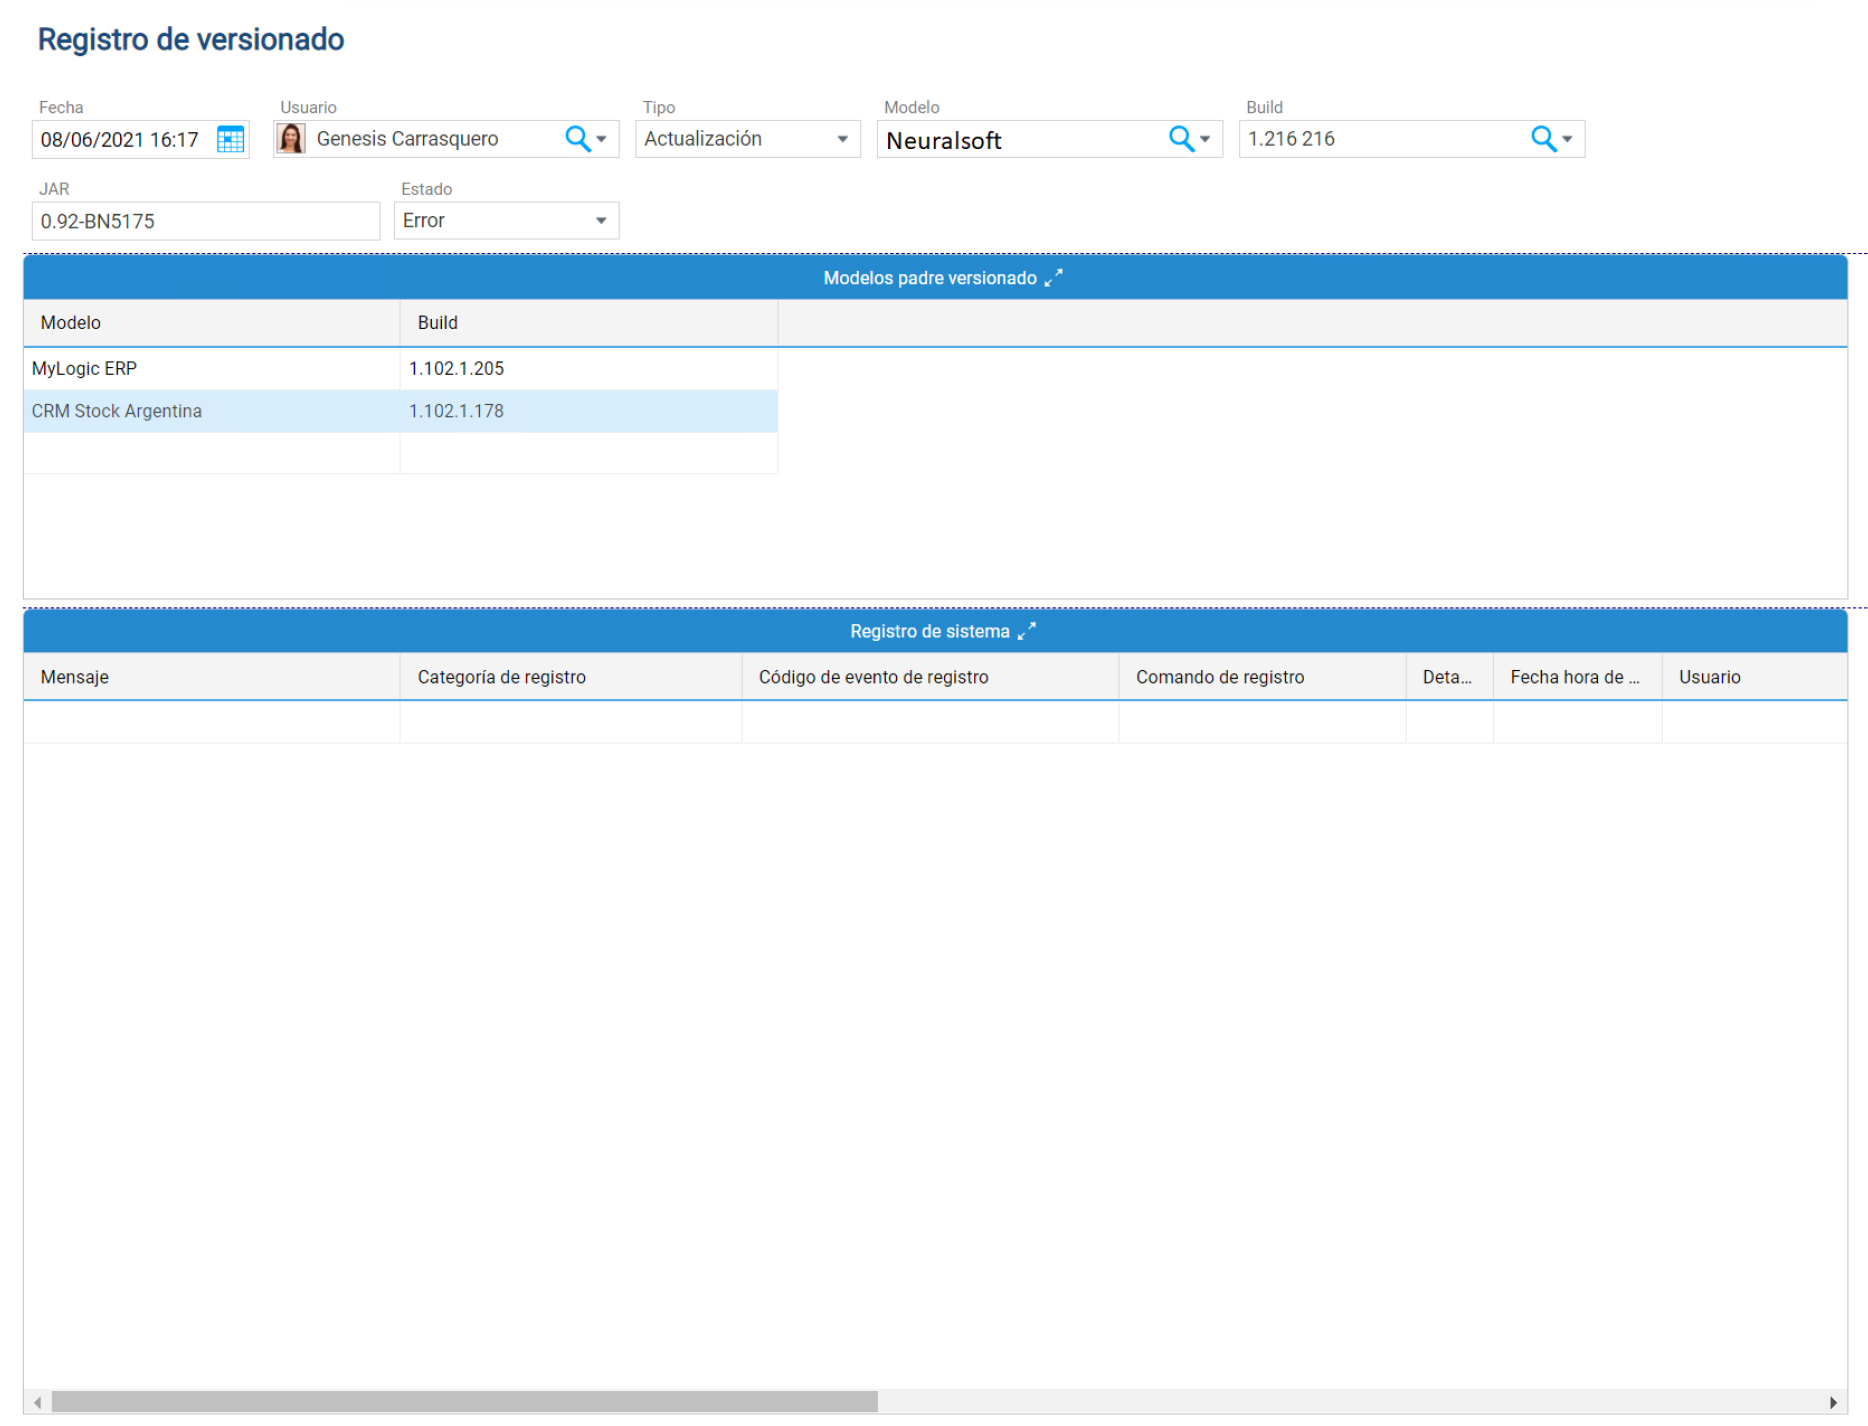 Registro de versionado
Fecha Usuario Tipo Modelo Build
08/06/2021 16:17 Genesis Carrasquero Actualización Neuralsoft 1.216 216
JAR Estado
0.92-BN5175 Error
Modelos padre versionado
Modelo Build
MyLogic ERP 1.102.1.205
CRM Stock Argentina 1.102.1.178
Registro de sistema
Mensaje Categoría de registro Código de evento de registro Comando de registro Deta... Fecha hora de ... Usuario